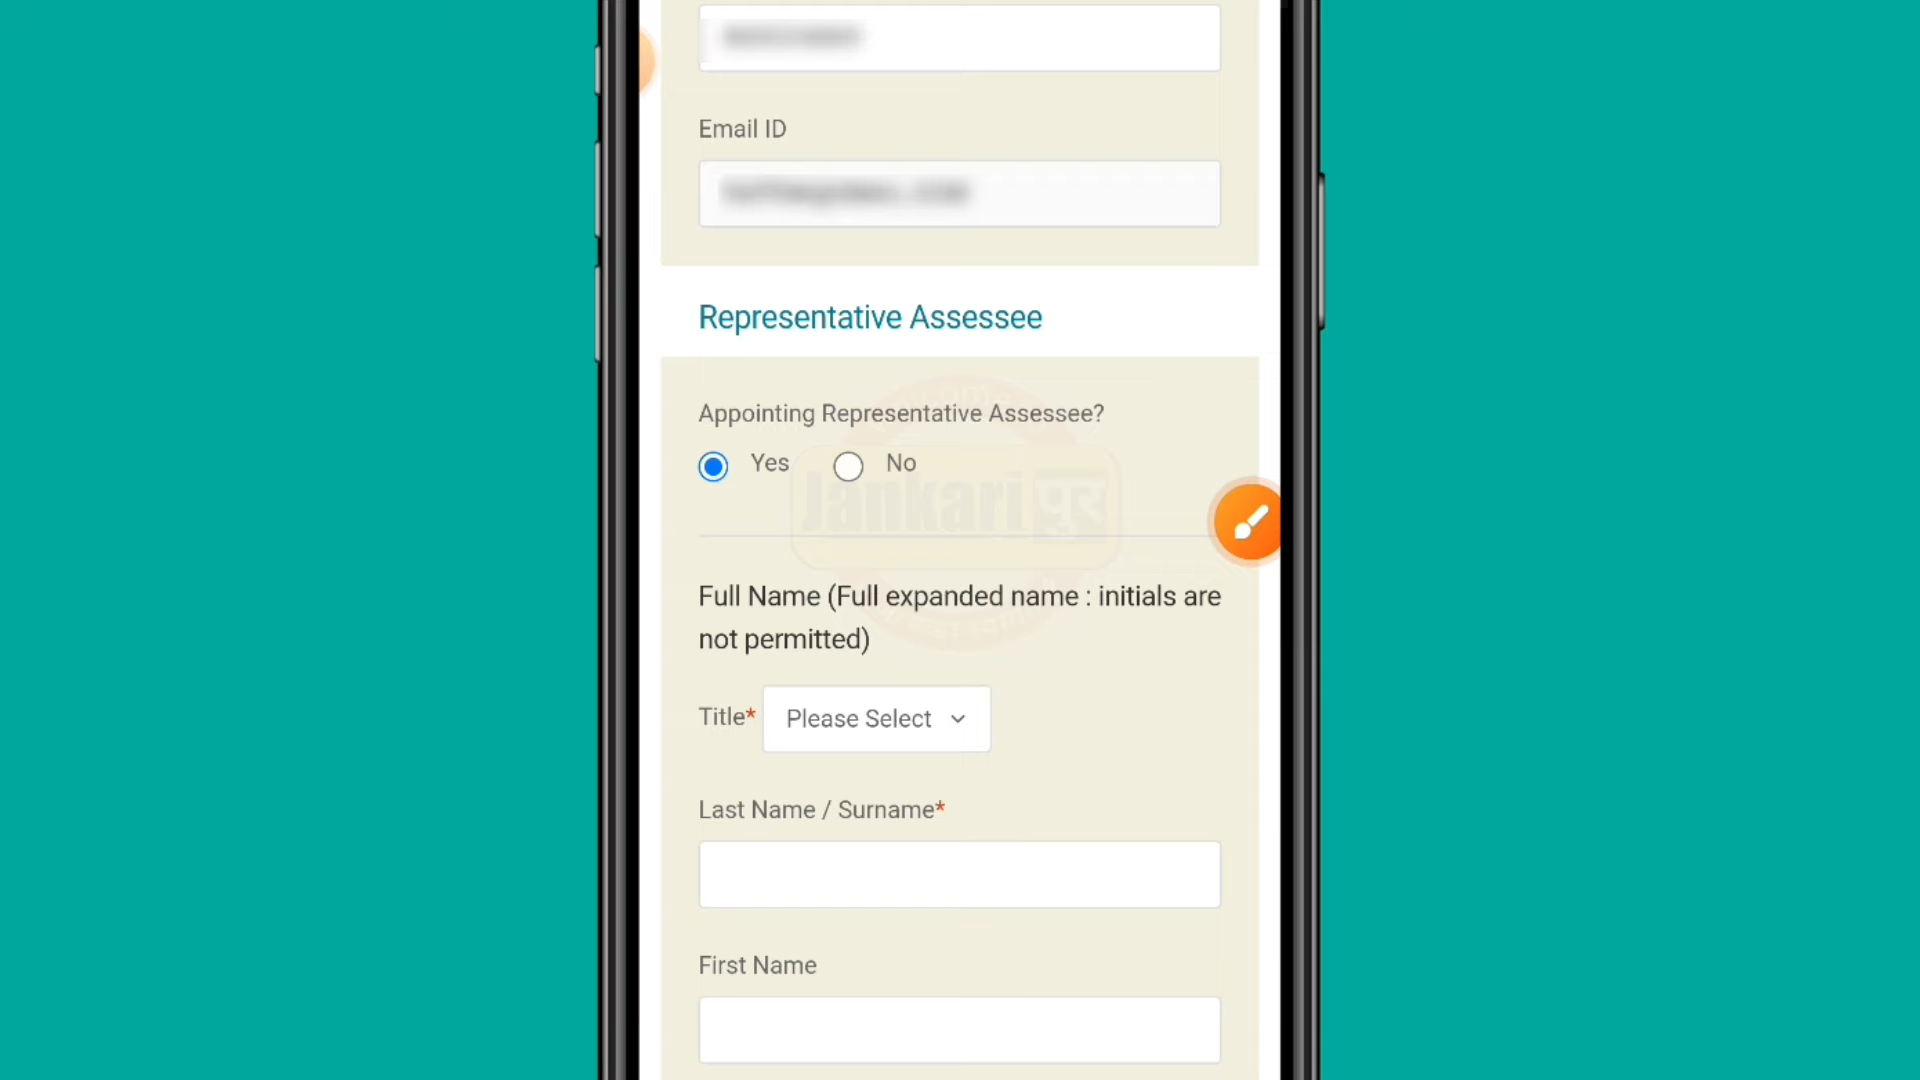 Email ID
Representative Assessee
Appointing Representative Assessee?
Yes No
Jankari पुर
Full Name (Full expanded name : initials are
not permitted)
Title* Please Select
Last Name / Surname*
First Name